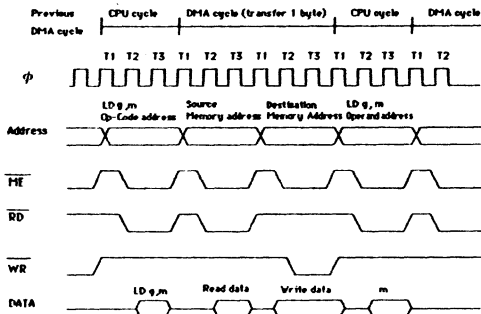 Previous CPU cycle DMA cycle (transfer 1 byte) CPU cycle DMA cycle
DMA cycle
T1 T2 T3 T1 T2 T3 T1 T2 T3 T1 T2 T3 T1 T2
ϕ
LD g,m Source Destination LD g,m
Op-Code address Memory address Memory Address Operand address
Address
ME
RD
WR
LD g,m Read data Write data m
DATA